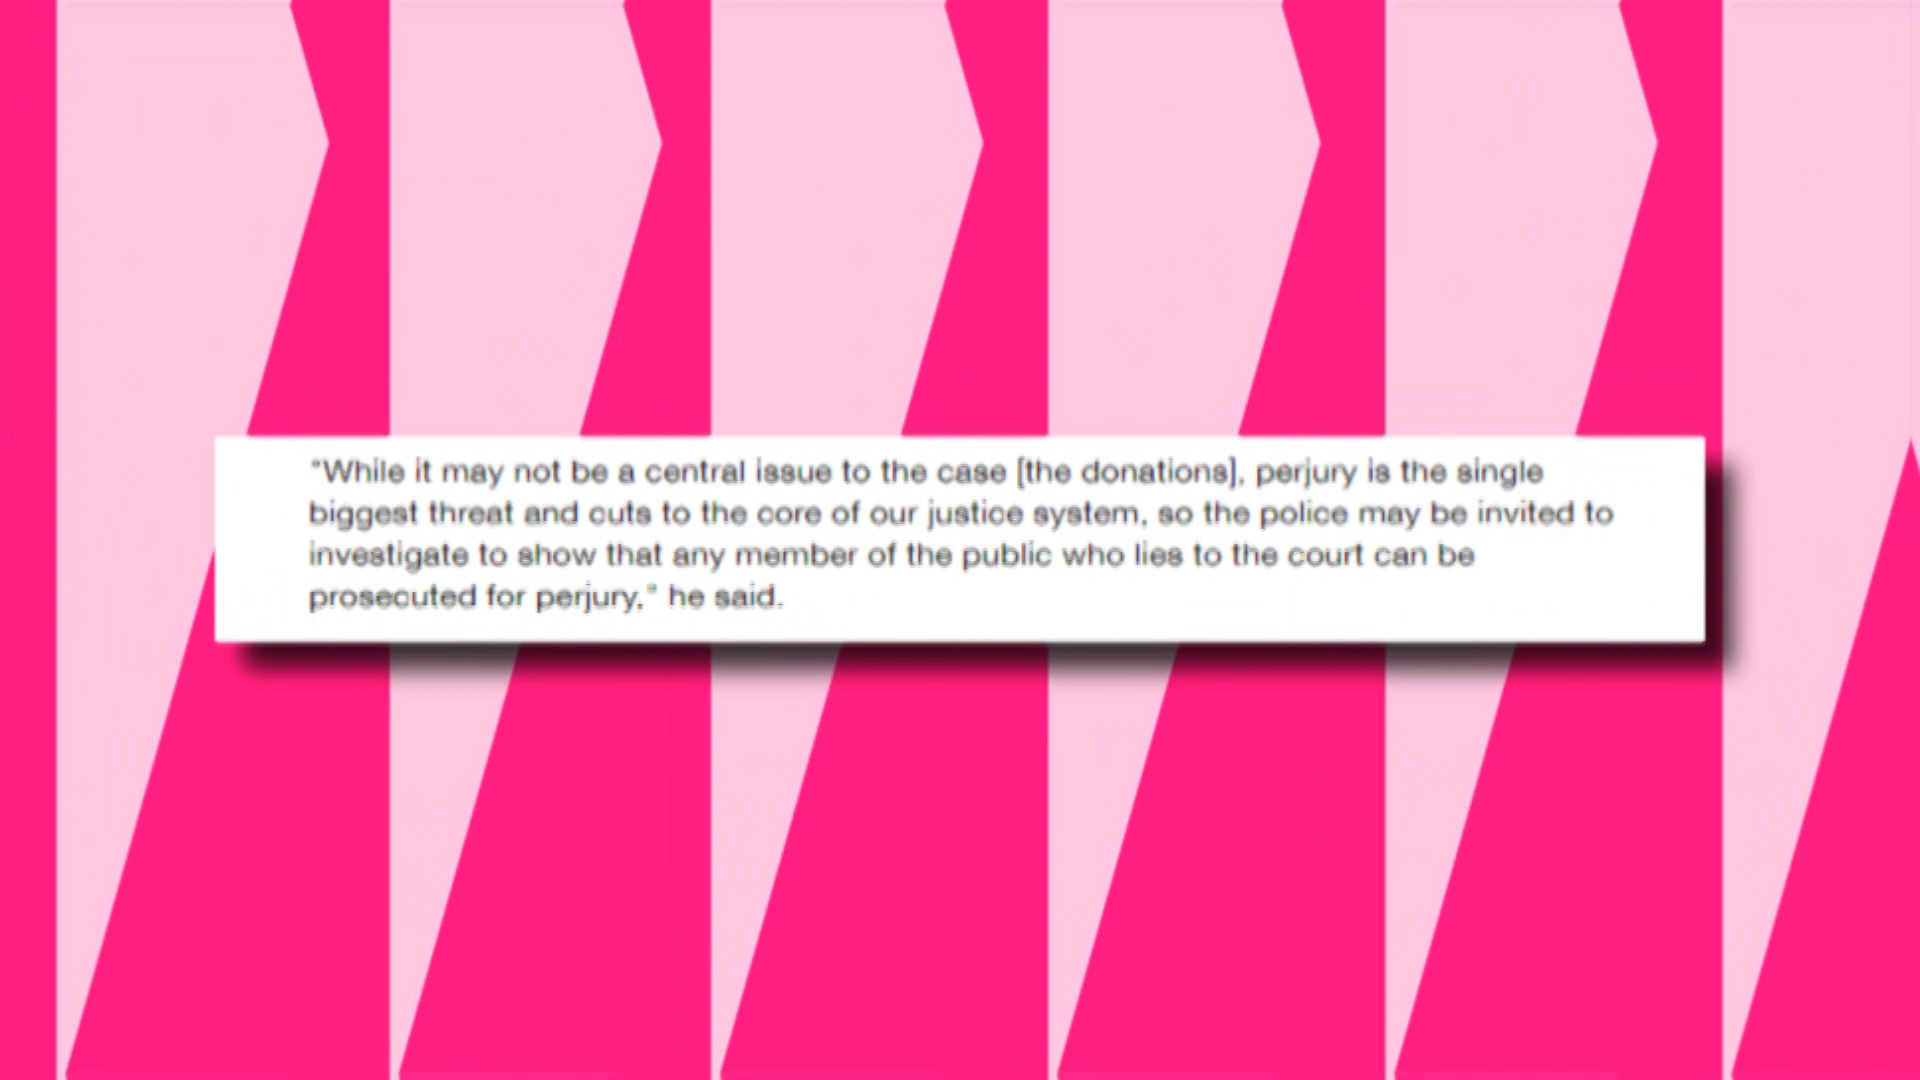 "While it may not be a central issue to the case [the donations], perjury is the single
biggest threat and cuts to the core of our justice system, so the police may be invited to
investigate to show that any member of the public who lies to the court can be
prosecuted for perjury," he said.